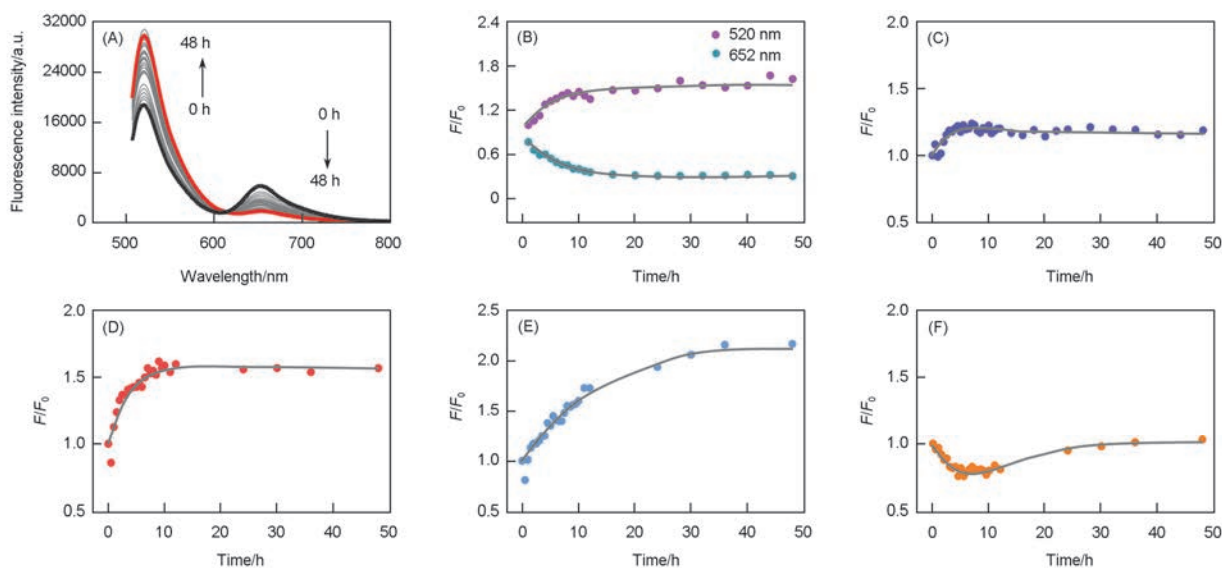 (A)
Fluorescence intensity/a.u.
32000
24000
16000
8000
0
48 h
0 h
0 h
48 h
500
600
700
800
Wavelength/nm
(B)
520 nm
652 nm
F/F0
2.4
1.8
1.2
0.6
0
0
10
20
30
40
50
Time/h
(C)
F/F0
2.0
1.5
1.0
0.5
0
10
20
30
40
50
Time/h
(D)
F/F0
2.0
1.5
1.0
0.5
0
10
20
30
40
50
Time/h
(E)
F/F0
2.5
2.0
1.5
1.0
0.5
0
10
20
30
40
50
Time/h
(F)
F/F0
2.0
1.5
1.0
0.5
0
10
20
30
40
50
Time/h